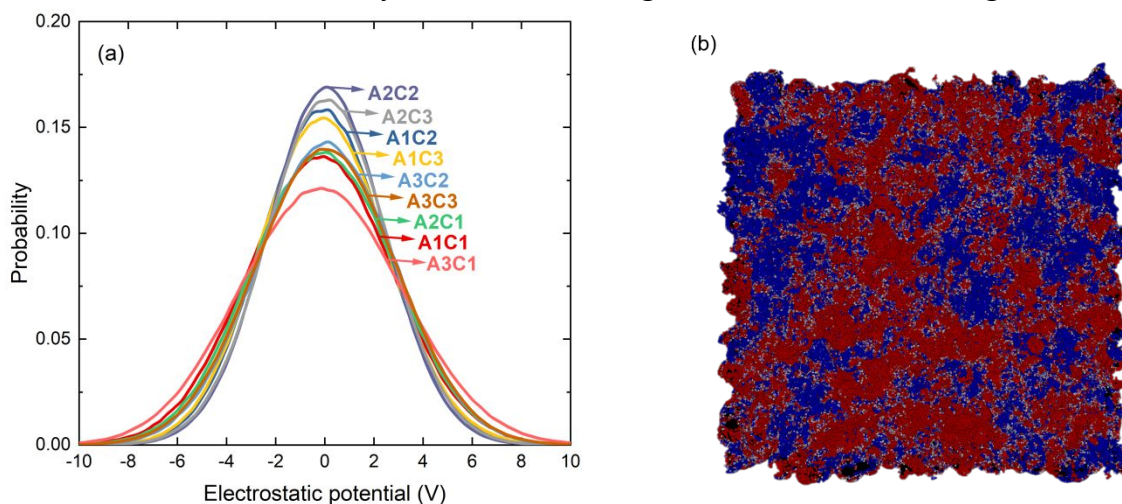 (a)
(b)
0.20
0.15
0.10
0.05
0.00
Probability
A2C2
A2C3
A1C2
A1C3
A3C2
A3C3
A2C1
A1C1
A3C1
-10 -8 -6 -4 -2 0 2 4 6 8 10
Electrostatic potential (V)